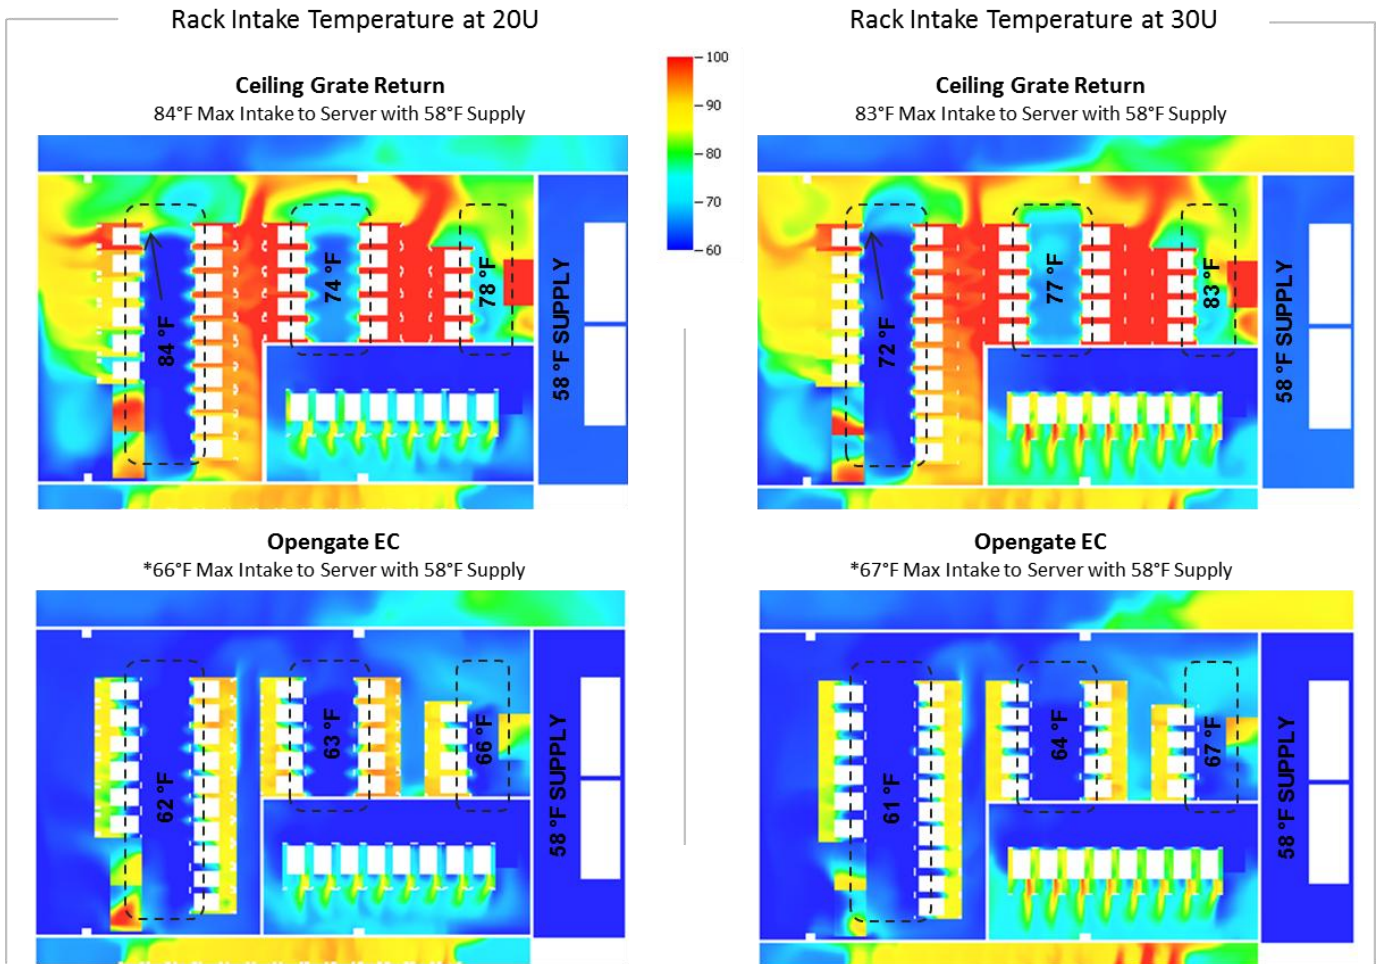 Rack Intake Temperature at 20U
Rack Intake Temperature at 30U
Ceiling Grate Return
84°F Max Intake to Server with 58°F Supply
100
90
80
70
60
Ceiling Grate Return
83°F Max Intake to Server with 58°F Supply
84 °F
74 °F
78 °F
58 °F SUPPLY
72 °F
77 °F
83 °F
58 °F SUPPLY
Opengate EC
*66°F Max Intake to Server with 58°F Supply
Opengate EC
*67°F Max Intake to Server with 58°F Supply
62 °F
63 °F
66 °F
58 °F SUPPLY
61 °F
64 °F
67 °F
58 °F SUPPLY